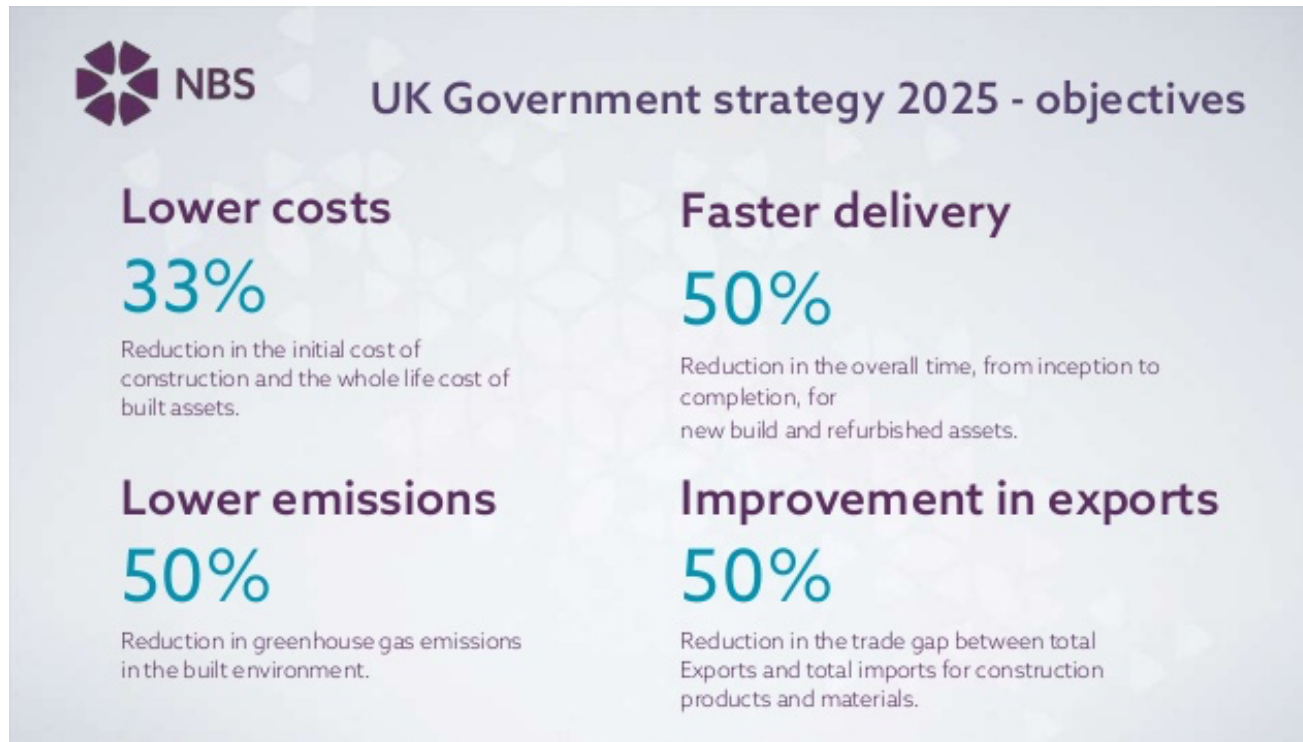 NBS
UK Government strategy 2025 - objectives
Lower costs
33%
Reduction in the initial cost of
construction and the whole life cost of
built assets.
Faster delivery
50%
Reduction in the overall time, from inception to
completion, for
new build and refurbished assets.
Lower emissions
50%
Reduction in greenhouse gas emissions
in the built environment.
Improvement in exports
50%
Reduction in the trade gap between total
Exports and total imports for construction
products and materials.